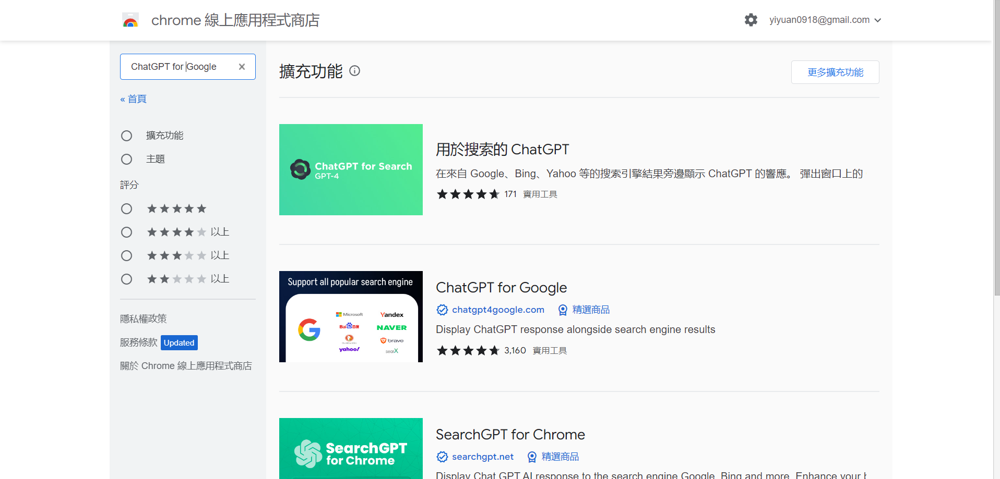 chrome 線上應用程式商店
yiyuan0918@gmail.com
ChatGPT for Google
« 首頁
擴充功能
主題
評分
以上
以上
以上
隱私權政策
服務條款 Updated
關於 Chrome 線上應用程式商店
擴充功能
更多擴充功能
ChatGPT for Search
GPT-4
用於搜索的 ChatGPT
在來自 Google、Bing、Yahoo 等的搜索引擎結果旁邊顯示 ChatGPT 的響應。 彈出窗口上的
171 實用工具
Support all popular search engine
Microsoft
Yandex
Bai百度
NAVER
brave
yahoo!
searX
ChatGPT for Google
chatgpt4google.com 精選商品
Display ChatGPT response alongside search engine results
3,160 實用工具
SearchGPT
for Chrome
SearchGPT for Chrome
searchgpt.net 精選商品
Display Chat GPT AI response to the search engine Google, Bing and more. Enhance your